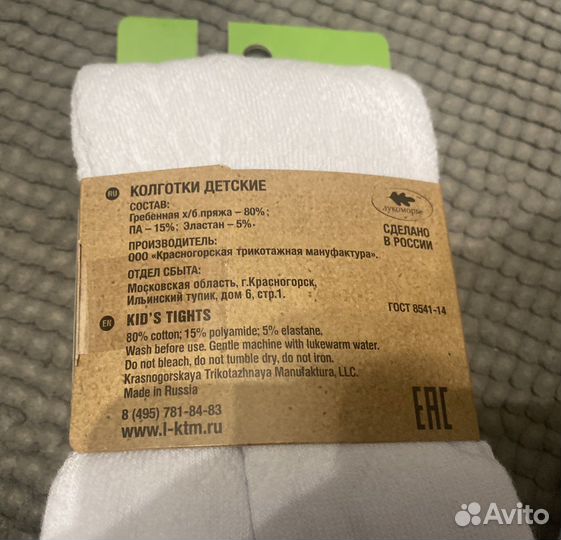 RU КОЛГОТКИ ДЕТСКИЕ
СОСТАВ:
Гребенная х/б пряжа – 80%;
ПА – 15%; Эластан – 5%.
ПРОИЗВОДИТЕЛЬ:
ООО «Красногорская трикотажная мануфактура».
ОТДЕЛ СБЫТА:
Московская область, г.Красногорск,
Ильинский тупик, дом 6, стр.1.
лукоморье
СДЕЛАНО
В РОССИИ
ГОСТ 8541-14
EN KID'S TIGHTS
80% cotton; 15% polyamide; 5% elastane.
Wash before use. Gentle machine with lukewarm water.
Do not bleach, do not tumble dry, do not iron.
Krasnogorskaya Trikotazhnaya Manufaktura, LLC.
Made in Russia
8 (495) 781-84-83
www.l-ktm.ru
EAC
Avito